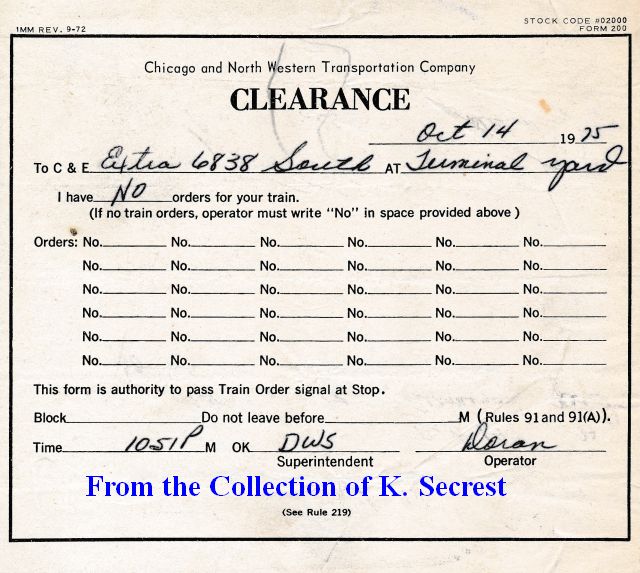 1MM REV. 9-72
STOCK CODE #02000
FORM 200
Chicago and North Western Transportation Company
CLEARANCE
Oct 14 1975
To C & E Extra 6838 South AT Terminal yard
I have NO orders for your train.
(If no train orders, operator must write "No" in space provided above)
Orders: No. No. No. No. No. No.
No. No. No. No. No. No.
No. No. No. No. No. No.
No. No. No. No. No. No.
No. No. No. No. No. No.
No. No. No. No. No. No.
This form is authority to pass Train Order signal at Stop.
Block Do not leave before M (Rules 91 and 91(A).
Time 1051P M OK DWS Doran
Superintendent Operator
From the Collection of K. Secrest
(See Rule 219)